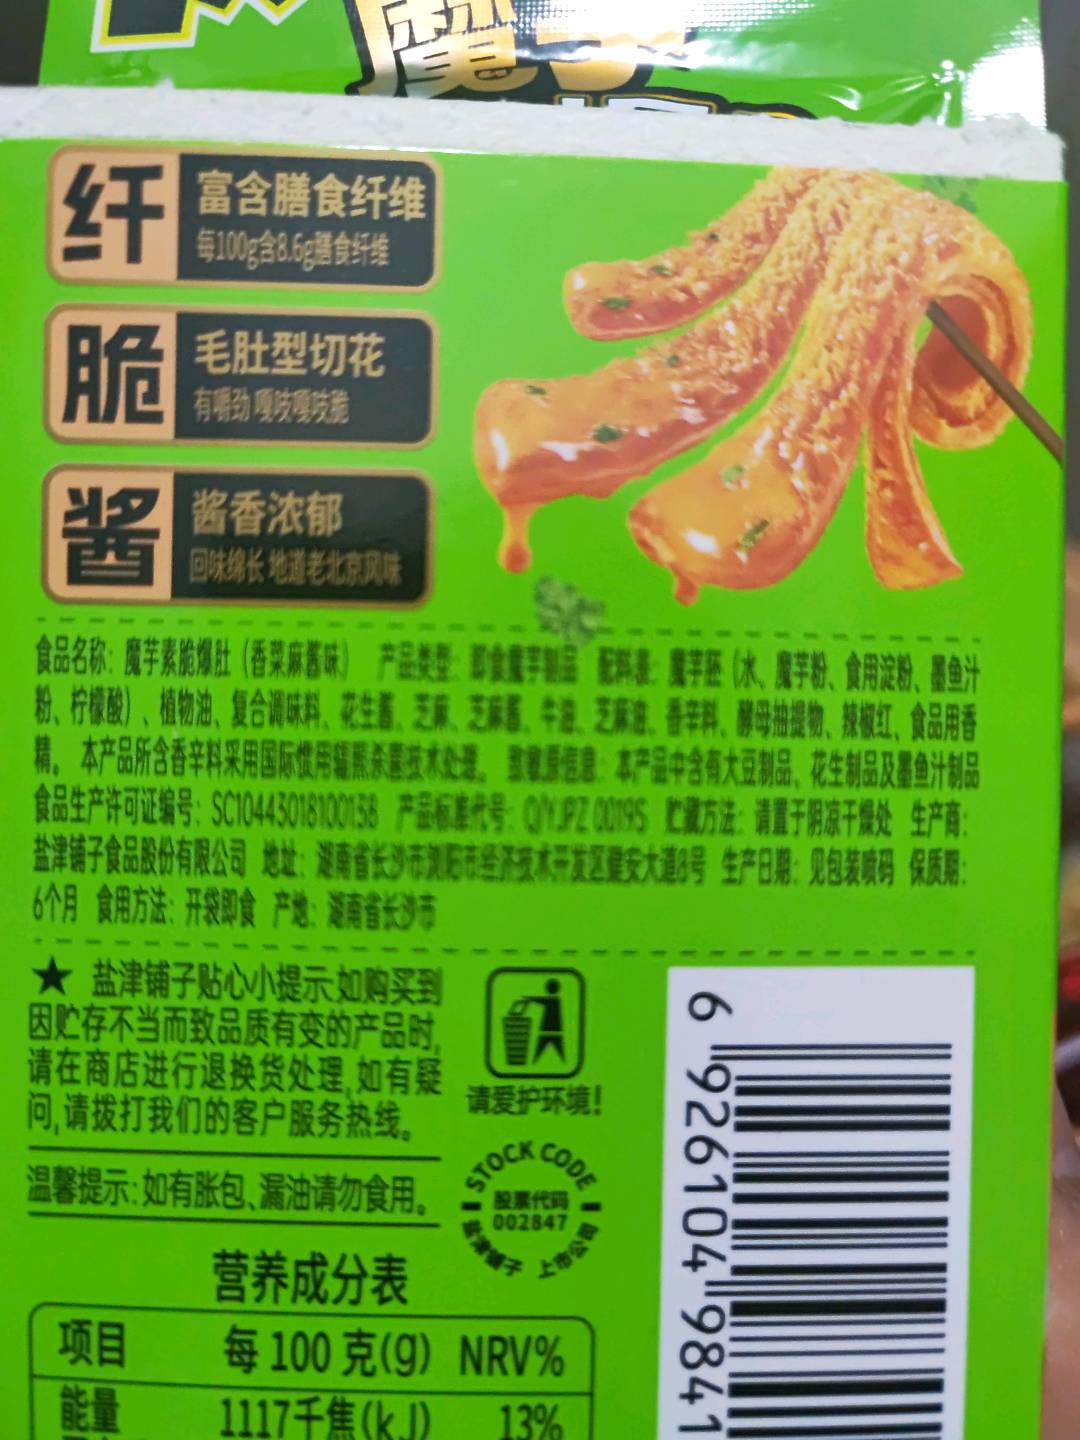 魔芋
纤
富含膳食纤维
每100g含8.6g膳食纤维
脆
毛肚型切花
有嚼劲 嘎吱嘎吱脆
酱
酱香浓郁
回味绵长 地道老北京风味
食品名称：魔芋素脆爆肚（香菜麻酱味） 产品类型：即食魔芋制品 配料表：魔芋胚（水、魔芋粉、食用淀粉、墨鱼汁
粉、柠檬酸）、植物油、复合调味料、花生酱、芝麻、芝麻酱、牛油、芝麻油、香辛料、酵母抽提物、辣椒红、食品用香
精。 本产品所含香辛料采用国际惯用辐照杀菌技术处理。 致敏原信息：本产品中含有大豆制品、花生制品及墨鱼汁制品
食品生产许可证编号：SC10443018100138 产品标准代号：Q/YJPZ 0019S 贮藏方法：请置于阴凉干燥处 生产商：
盐津铺子食品股份有限公司 地址：湖南省长沙市浏阳市经济技术开发区健安大道8号 生产日期：见包装喷码 保质期：
6个月 食用方法：开袋即食 产地：湖南省长沙市
★ 盐津铺子贴心小提示:如购买到
因贮存不当而致品质有变的产品时,
请在商店进行退换货处理,如有疑
问,请拨打我们的客户服务热线。
温馨提示:如有胀包、漏油请勿食用。
请爱护环境!
STOCK CODE
股票代码
002847
盐津铺子 上市公司
6 926104 9841
营养成分表
项目 每 100 克(g) NRV%
能量 1117千焦(kJ) 13%